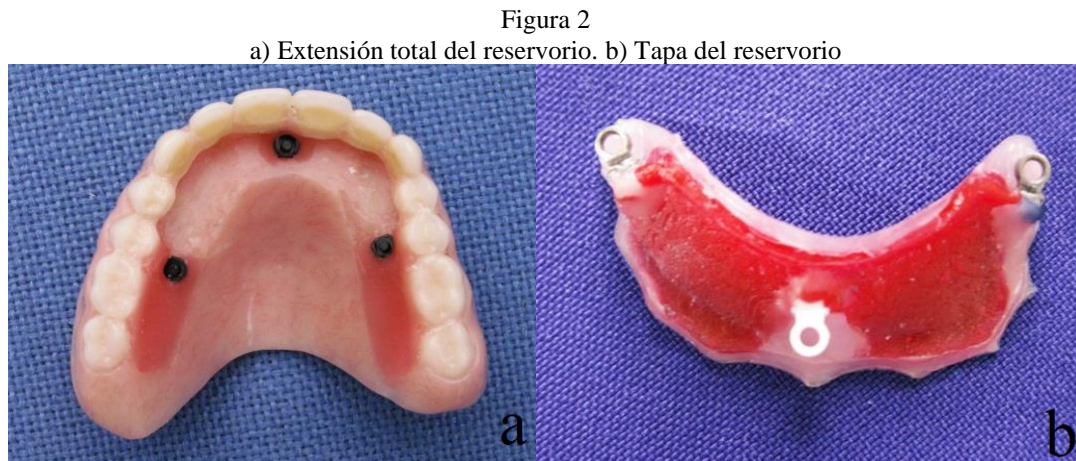 Figura 2
a) Extensión total del reservorio. b) Tapa del reservorio
a
b